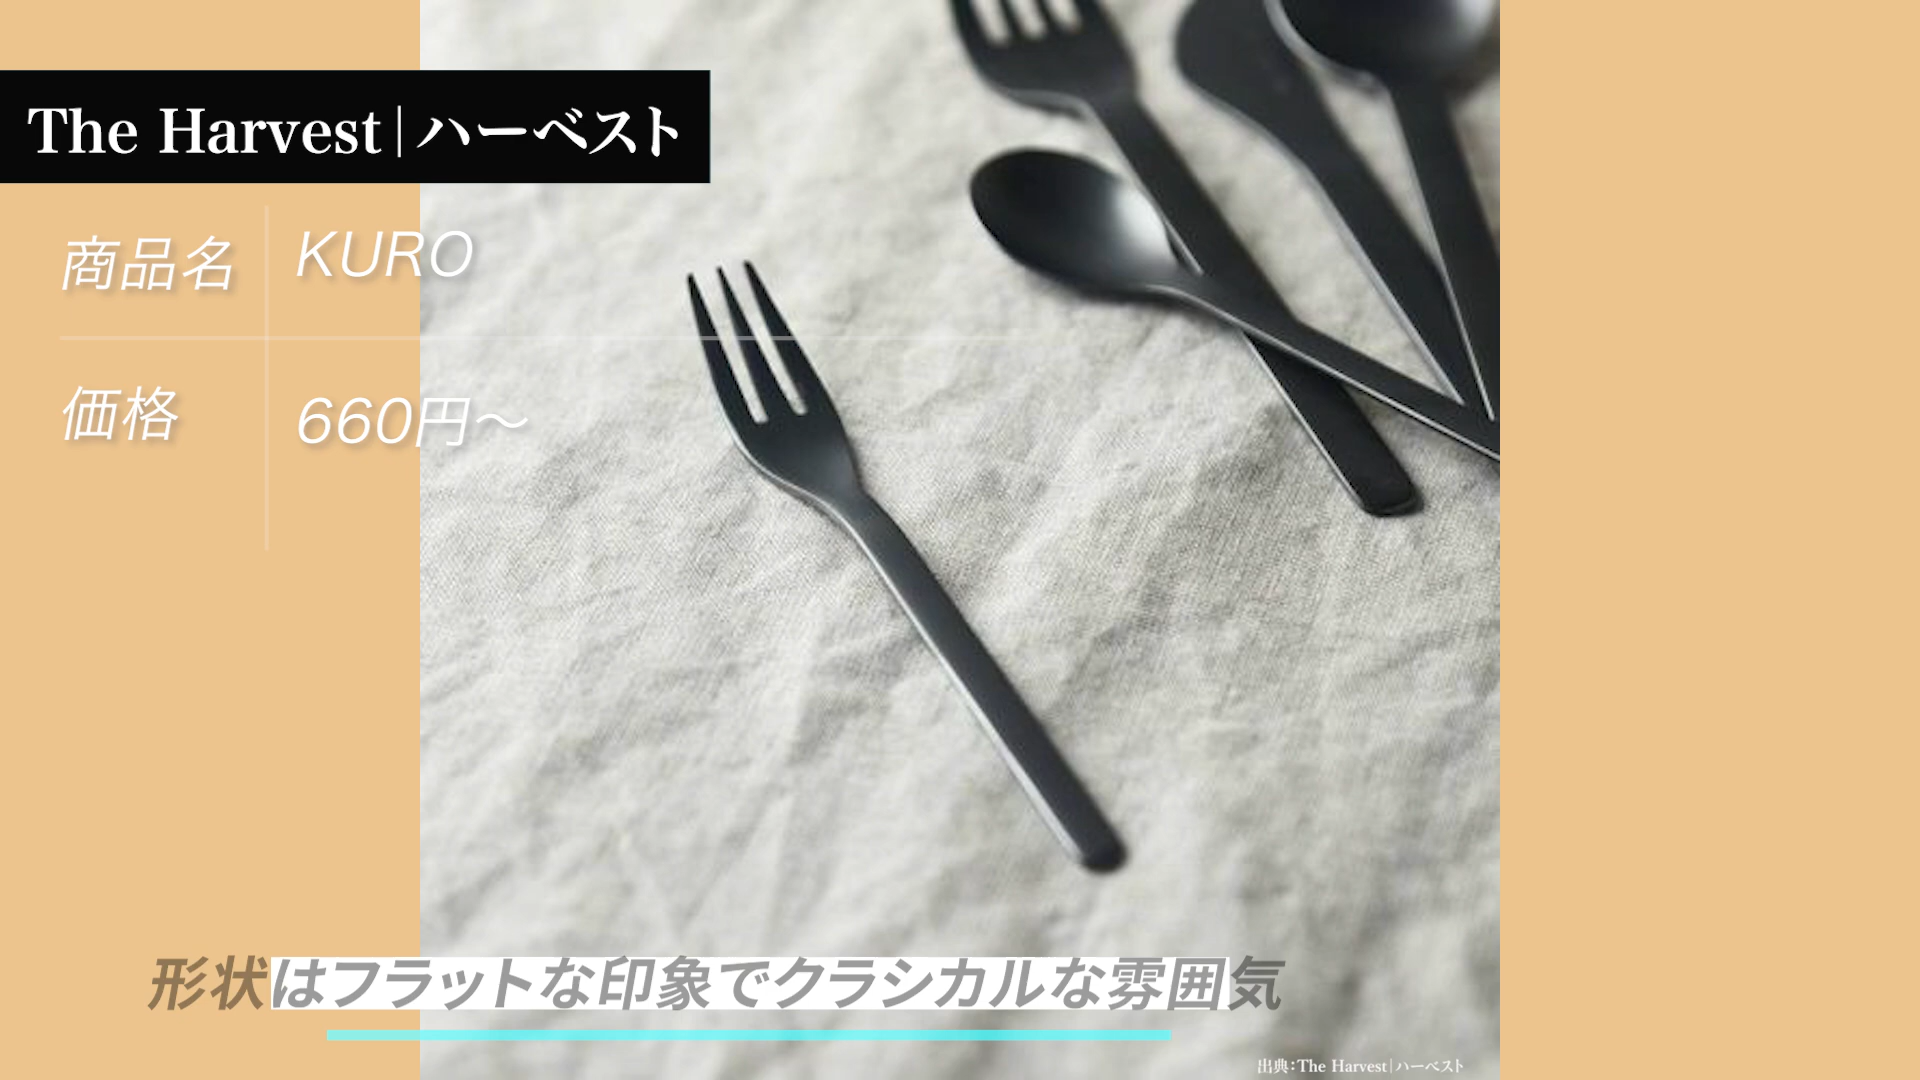 The Harvest|ハーベスト
商品名 KURO
価格 660円～
形状はフラットな印象でクラシカルな雰囲気
出典：The Harvest|ハーベスト